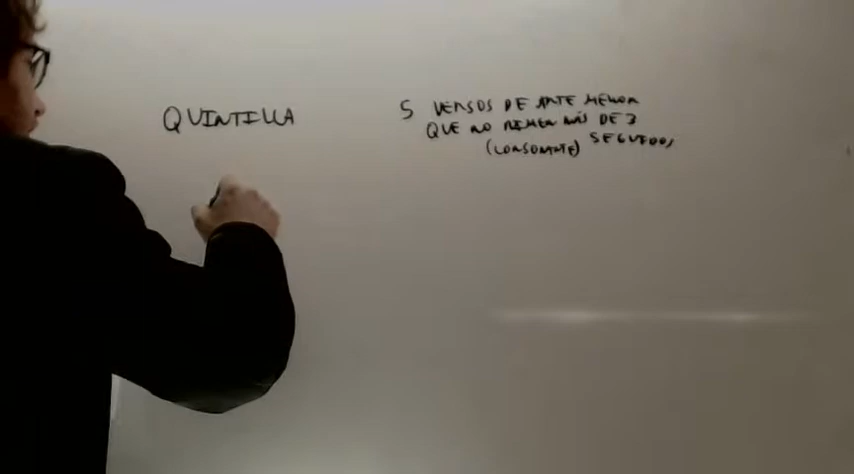 QUINTILLA
5 VERSOS DE ARTE MENOR
QUE NO RIMEN MÁS DE 3
(CONSONANTE) SEGUIDOS